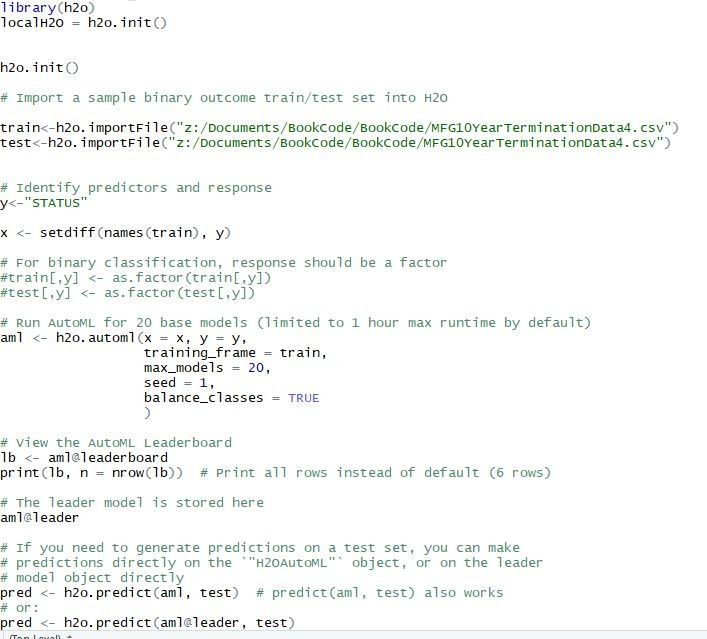 library(h2o)
localH2O = h2o.init()
h2o.init()
# Import a sample binary outcome train/test set into H2O
train<-h2o.importFile("z:/Documents/BookCode/BookCode/MFG10YearTerminationData4.csv")
test<-h2o.importFile("z:/Documents/BookCode/BookCode/MFG10YearTerminationData4.csv")
# Identify predictors and response
y<-"STATUS"
x <- setdiff(names(train), y)
# For binary classification, response should be a factor
#train[,y] <- as.factor(train[,y])
#test[,y] <- as.factor(test[,y])
# Run AutoML for 20 base models (limited to 1 hour max runtime by default)
aml <- h2o.automl(x = x, y = y,
                  training_frame = train,
                  max_models = 20,
                  seed = 1,
                  balance_classes = TRUE
                  )
# View the AutoML Leaderboard
lb <- aml@leaderboard
print(lb, n = nrow(lb))  # Print all rows instead of default (6 rows)
# The leader model is stored here
aml@leader
# If you need to generate predictions on a test set, you can make
# predictions directly on the `"H2OAutoML"` object, or on the leader
# model object directly
pred <- h2o.predict(aml, test)  # predict(aml, test) also works
# or:
pred <- h2o.predict(aml@leader, test)